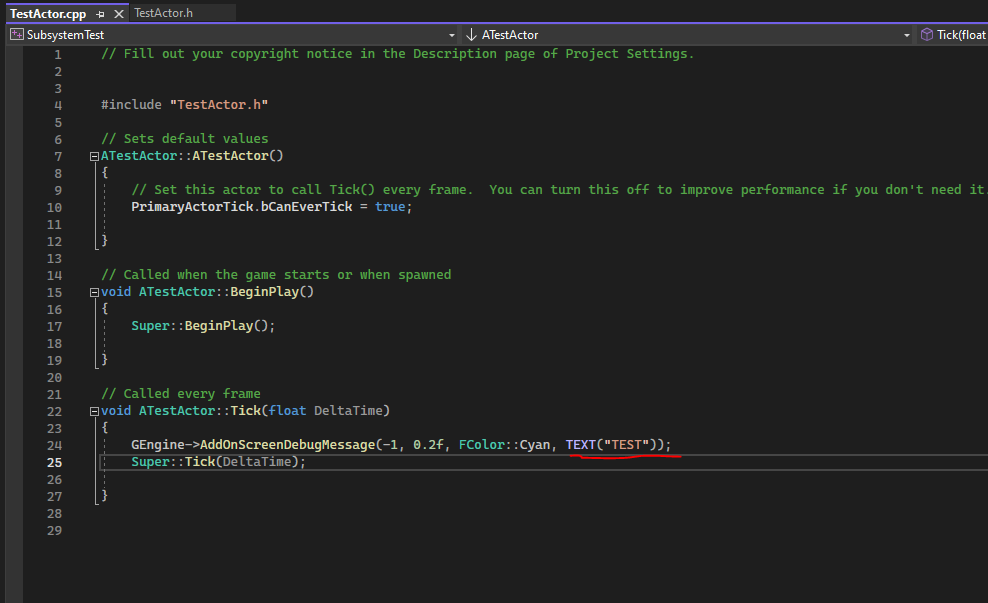 TestActor.cpp TestActor.h
SubsystemTest ATestActor Tick(float
1 // Fill out your copyright notice in the Description page of Project Settings.
2
3
4 #include "TestActor.h"
5
6 // Sets default values
7 ATestActor::ATestActor()
8 {
9 // Set this actor to call Tick() every frame.  You can turn this off to improve performance if you don't need it.
10 PrimaryActorTick.bCanEverTick = true;
11
12 }
13
14 // Called when the game starts or when spawned
15 void ATestActor::BeginPlay()
16 {
17 Super::BeginPlay();
18
19 }
20
21 // Called every frame
22 void ATestActor::Tick(float DeltaTime)
23 {
24 GEngine->AddOnScreenDebugMessage(-1, 0.2f, FColor::Cyan, TEXT("TEST"));
25 Super::Tick(DeltaTime);
26
27 }
28
29